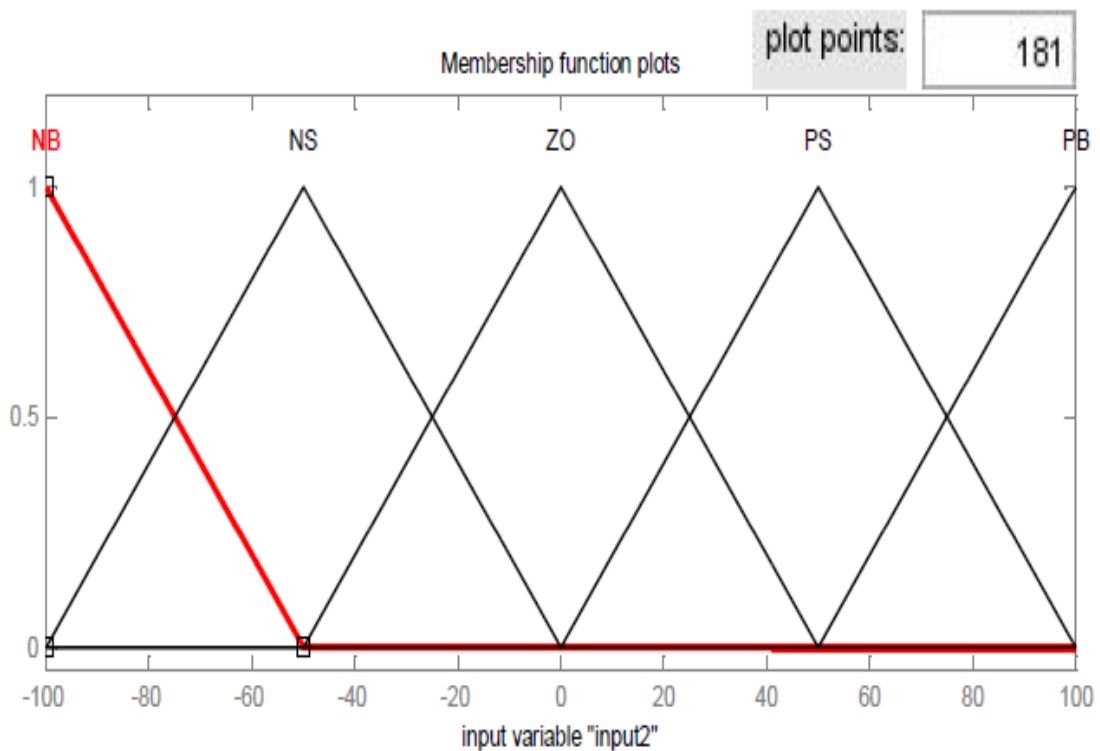 plot points: 181
Membership function plots
NB NS ZO PS PB
1
0.5
0
-100 -80 -60 -40 -20 0 20 40 60 80 100
input variable "input2"